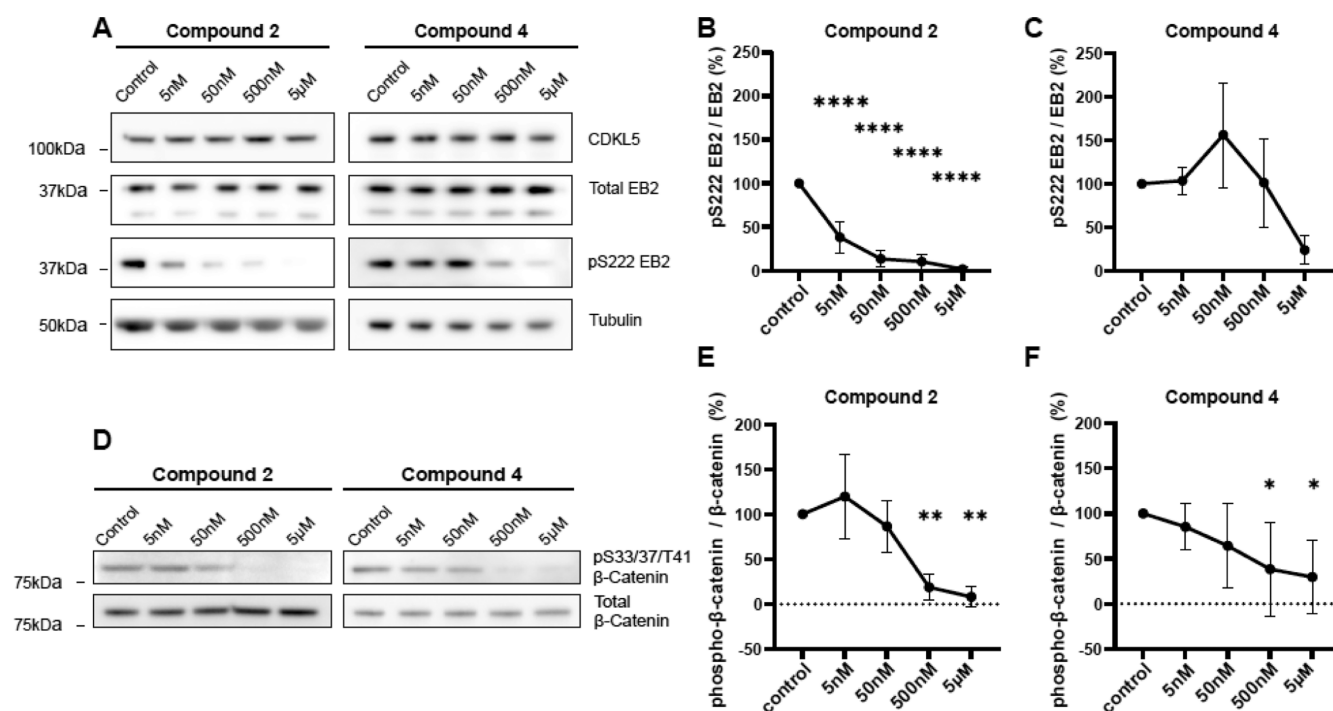 A
Compound 2
Compound 4
Control 5nM 50nM 500nM 5µM
Control 5nM 50nM 500nM 5µM
100kDa
CDKL5
37kDa
Total EB2
37kDa
pS222 EB2
50kDa
Tubulin
B
Compound 2
pS222 EB2 / EB2 (%)
250
200
150
100
50
0
**** **** **** ****
control 5nM 50nM 500nM 5µM
C
Compound 4
pS222 EB2 / EB2 (%)
250
200
150
100
50
0
control 5nM 50nM 500nM 5µM
D
Compound 2
Compound 4
Control 5nM 50nM 500nM 5µM
Control 5nM 50nM 500nM 5µM
75kDa
pS33/37/T41
β-Catenin
75kDa
Total
β-Catenin
E
Compound 2
phospho-β-catenin / β-catenin (%)
200
150
100
50
0
-50
** **
control 5nM 50nM 500nM 5µM
F
Compound 4
phospho-β-catenin / β-catenin (%)
200
150
100
50
0
-50
* *
control 5nM 50nM 500nM 5µM